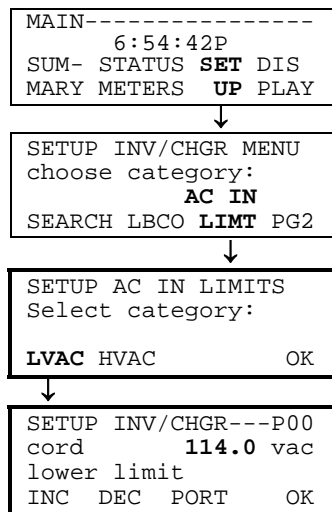 MAIN----------------
6:54:42P
SUM- STATUS SET DIS
MARY METERS UP PLAY
SETUP INV/CHGR MENU
choose category:
AC IN
SEARCH LBCO LIMT PG2
SETUP AC IN LIMITS
Select category:
LVAC HVAC OK
SETUP INV/CHGR---P00
cord 114.0 vac
lower limit
INC DEC PORT OK